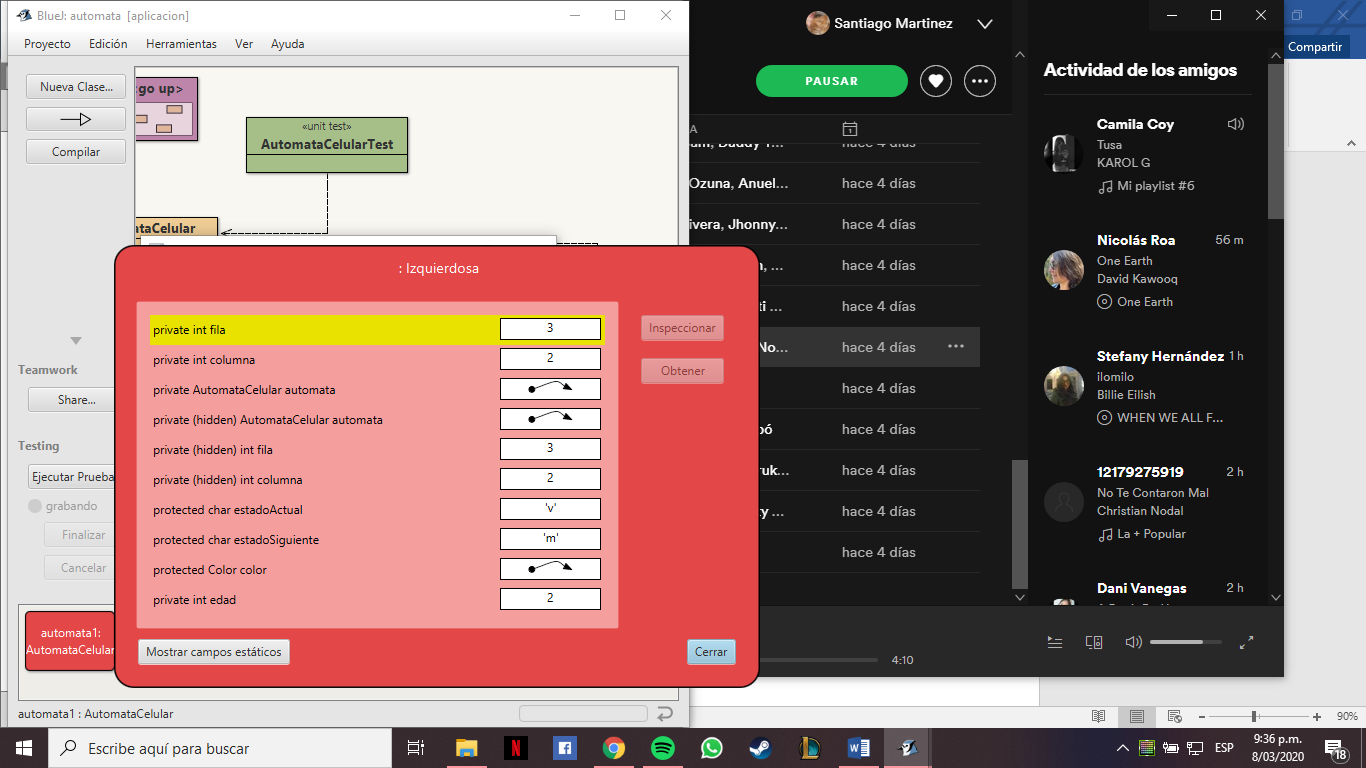 BlueJ: automata [aplicacion]
Proyecto Edición Herramientas Ver Ayuda
Nueva Clase...
Compilar
Teamwork
Share...
Testing
Ejecutar Prueba
grabando
Finalizar
Cancelar
go up>
«unit test»
AutomataCelularTest
taCelular
: Izquierdosa
private int fila 3
private int columna 2
private AutomataCelular automata
private (hidden) AutomataCelular automata
private (hidden) int fila 3
private (hidden) int columna 2
protected char estadoActual 'v'
protected char estadoSiguiente 'm'
protected Color color
private int edad 2
Inspeccionar
Obtener
Mostrar campos estáticos
Cerrar
automata1:
AutomataCelular
automata1 : AutomataCelular
Santiago Martinez
PAUSAR
A
Ozuna, Anuel... hace 4 días
ivera, Jhonny... hace 4 días
hace 4 días
hace 4 días
No... hace 4 días
hace 4 días
hace 4 días
hace 4 días
hace 4 días
hace 4 días
4:10
Actividad de los amigos
Camila Coy
Tusa
KAROL G
Mi playlist #6
Nicolás Roa 56 m
One Earth
David Kawooq
One Earth
Stefany Hernández 1 h
ilomilo
Billie Eilish
WHEN WE ALL F...
12179275919 2 h
No Te Contaron Mal
Christian Nodal
La + Popular
Dani Vanegas 2 h
Compartir
90%
Escribe aquí para buscar
ESP
9:36 p.m.
8/03/2020
18